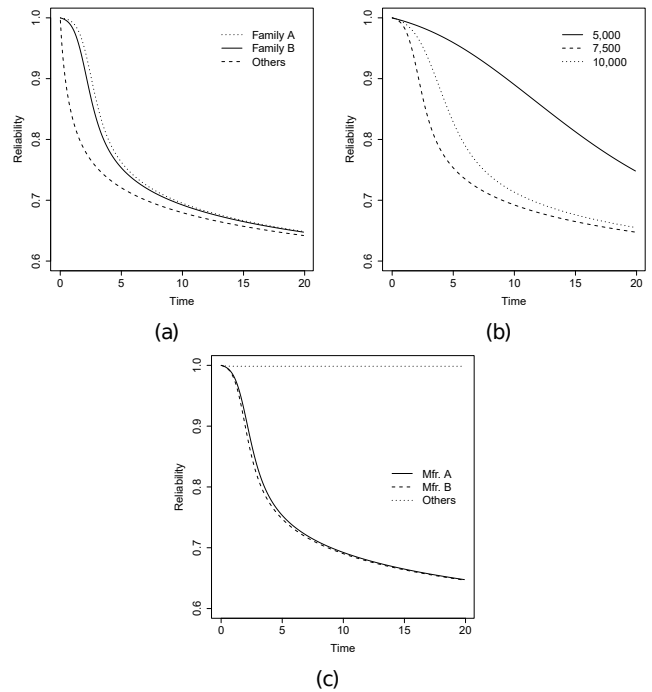 Reliability
1.0
0.9
0.8
0.7
0.6
Family A
Family B
Others
0 5 10 15 20
Time
(a)
Reliability
1.0
0.9
0.8
0.7
0.6
5,000
7,500
10,000
0 5 10 15 20
Time
(b)
Reliability
1.0
0.9
0.8
0.7
0.6
Mfr. A
Mfr. B
Others
0 5 10 15 20
Time
(c)